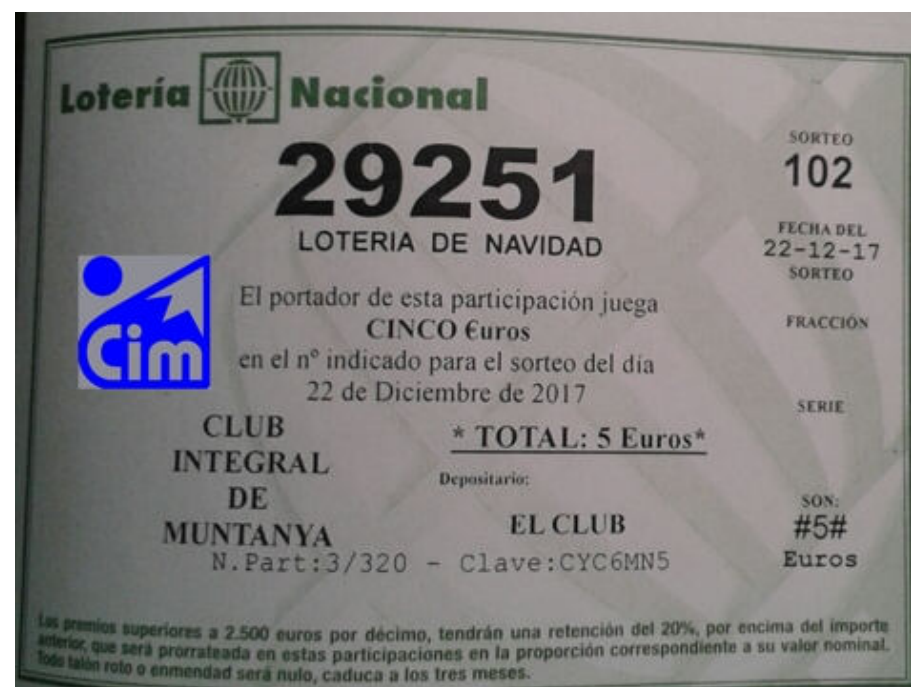 Lotería Nacional
29251
LOTERIA DE NAVIDAD
SORTEO
102
FECHA DEL
22-12-17
SORTEO
FRACCIÓN
SERIE
SON:
#5#
Euros
Cim
El portador de esta participación juega
CINCO €uros
en el nº indicado para el sorteo del día
22 de Diciembre de 2017
* TOTAL: 5 Euros*
CLUB
INTEGRAL
DE
MUNTANYA
Depositario:
EL CLUB
N.Part:3/320 - Clave:CYC6MN5
Los premios superiores a 2.500 euros por décimo, tendrán una retención del 20%, por encima del importe
anterior, que será prorrateada en estas participaciones en la proporción correspondiente a su valor nominal.
Todo talón roto o enmendad será nulo, caduca a los tres meses.